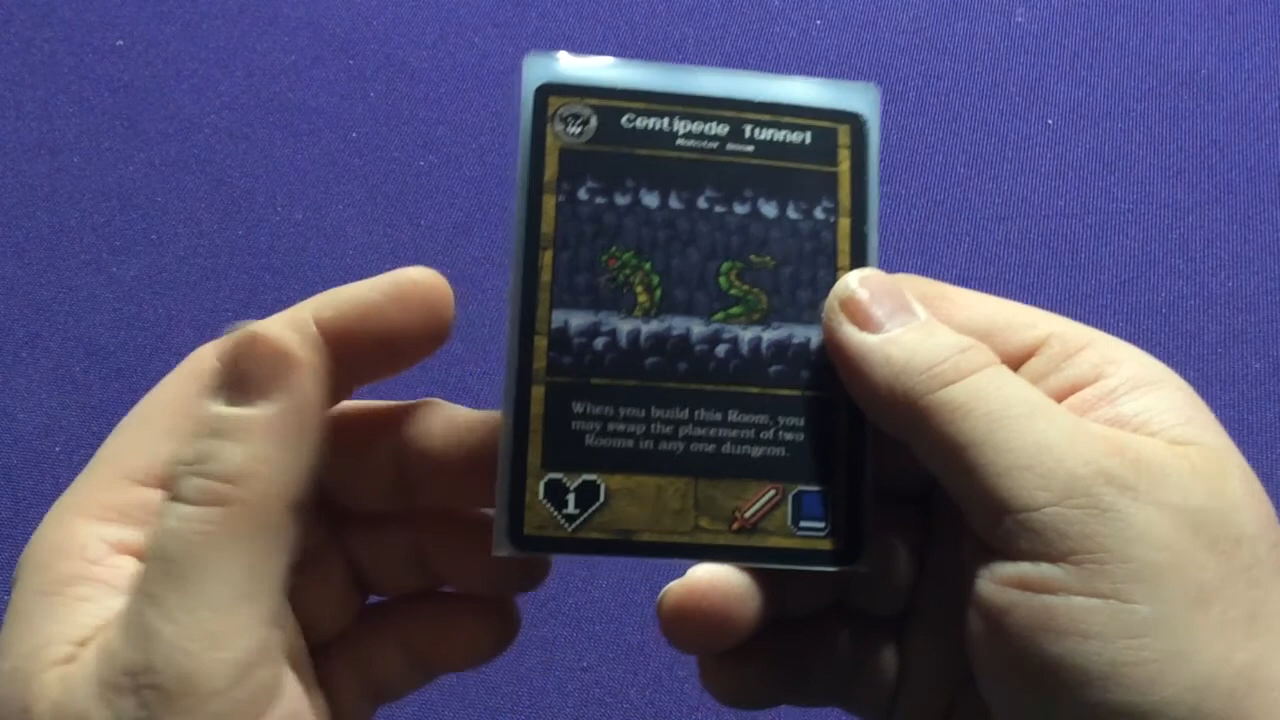 Centipede Tunnel
Monster Room
When you build this Room, you
may swap the placement of two
Rooms in any one dungeon.
1